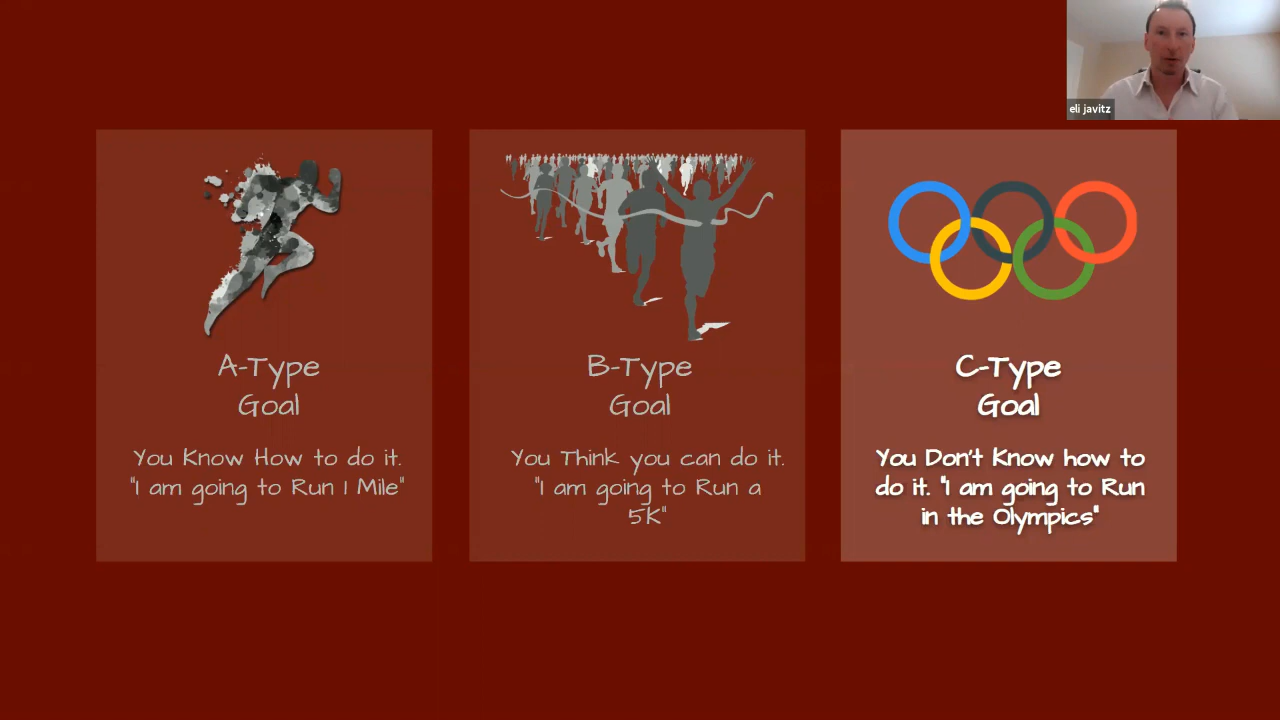 eli javitz
A-Type
Goal
You Know How to do it.
"I am going to Run 1 Mile"
B-Type
Goal
You Think you can do it.
"I am going to Run a
5K"
C-Type
Goal
You Don't Know how to
do it. "I am going to Run
in the Olympics"